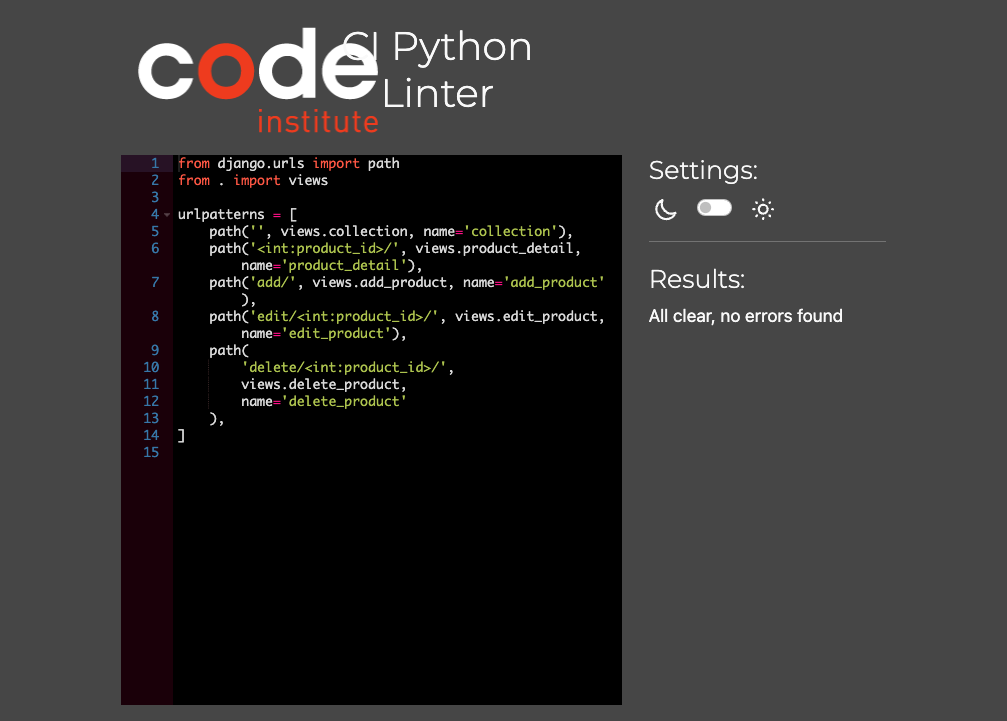 code
institute
CI Python
Linter
1 from django.urls import path
2 from . import views
3
4 urlpatterns = [
5 path('', views.collection, name='collection'),
6 path('<int:product_id>/', views.product_detail,
name='product_detail'),
7 path('add/', views.add_product, name='add_product'
),
8 path('edit/<int:product_id>/', views.edit_product,
name='edit_product'),
9 path(
10 'delete/<int:product_id>/',
11 views.delete_product,
12 name='delete_product'
13 ),
14 ]
15
Settings:
Results:
All clear, no errors found